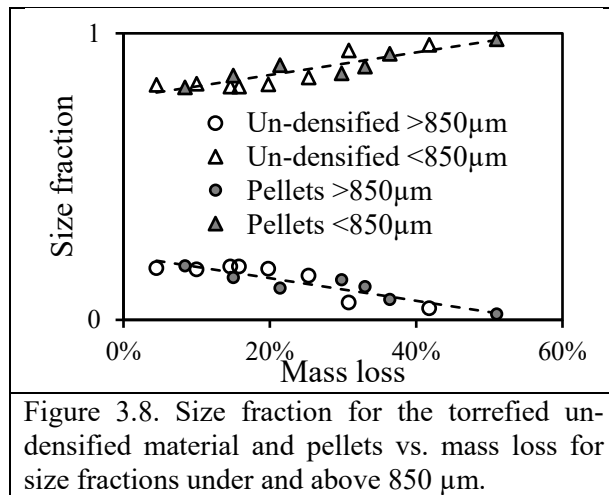 1
Size fraction
Un-densified >850µm
Un-densified <850µm
Pellets >850µm
Pellets <850µm
0
0% 20% 40% 60%
Mass loss
Figure 3.8. Size fraction for the torrefied un-
densified material and pellets vs. mass loss for
size fractions under and above 850 µm.